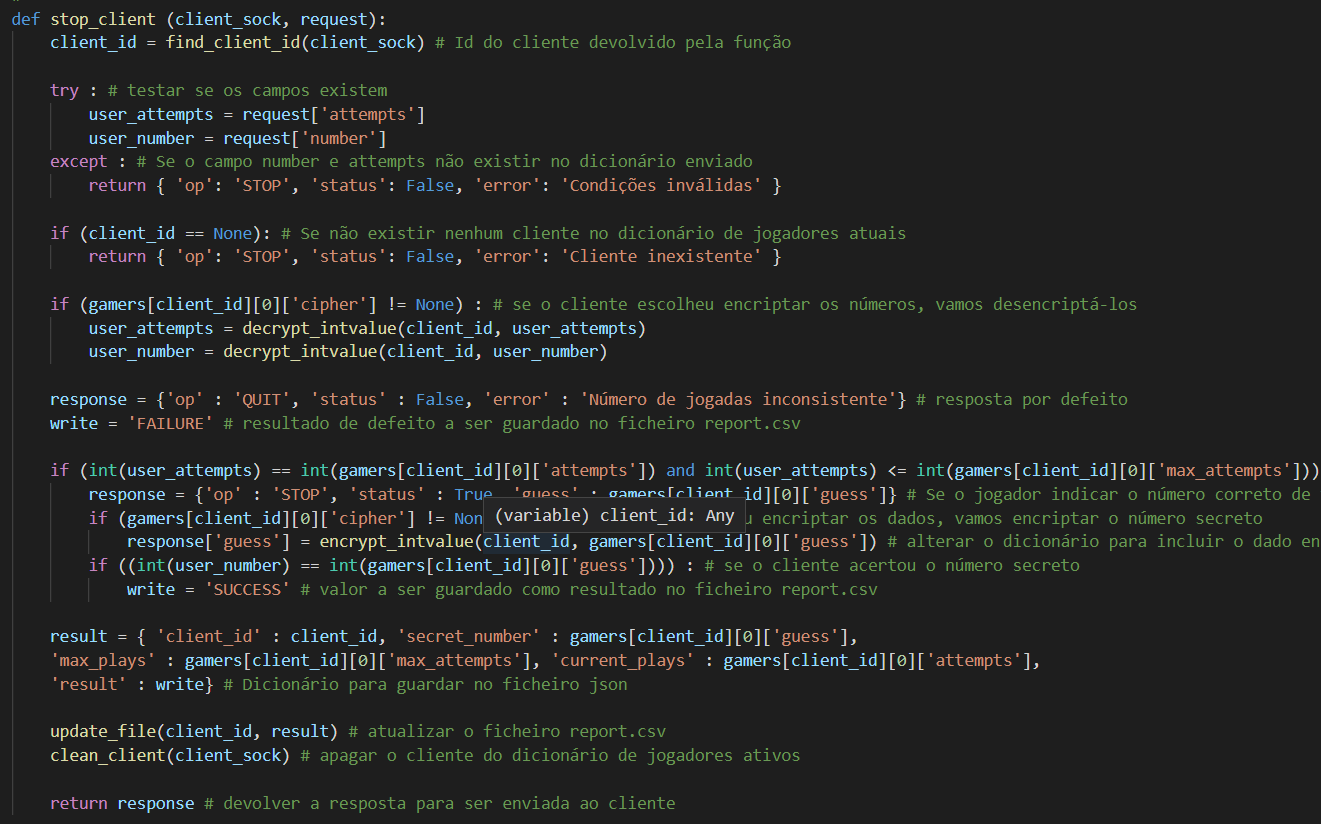 def stop_client (client_sock, request):
client_id = find_client_id(client_sock) # Id do cliente devolvido pela função
try : # testar se os campos existem
user_attempts = request['attempts']
user_number = request['number']
except : # Se o campo number e attempts não existir no dicionário enviado
return { 'op': 'STOP', 'status': False, 'error': 'Condições inválidas' }
if (client_id == None): # Se não existir nenhum cliente no dicionário de jogadores atuais
return { 'op': 'STOP', 'status': False, 'error': 'Cliente inexistente' }
if (gamers[client_id][0]['cipher'] != None) : # se o cliente escolheu encriptar os números, vamos desencriptá-los
user_attempts = decrypt_intvalue(client_id, user_attempts)
user_number = decrypt_intvalue(client_id, user_number)
response = {'op' : 'QUIT', 'status' : False, 'error' : 'Número de jogadas inconsistente'} # resposta por defeito
write = 'FAILURE' # resultado de defeito a ser guardado no ficheiro report.csv
if (int(user_attempts) == int(gamers[client_id][0]['attempts']) and int(user_attempts) <= int(gamers[client_id][0]['max_attempts']))
response = {'op' : 'STOP', 'status' : True, 'guess' : gamers[client_id][0]['guess']} # Se o jogador indicar o número correto de
if (gamers[client_id][0]['cipher'] != Non u encriptar os dados, vamos encriptar o número secreto
(variable) client_id: Any
response['guess'] = encrypt_intvalue(client_id, gamers[client_id][0]['guess']) # alterar o dicionário para incluir o dado en
if ((int(user_number) == int(gamers[client_id][0]['guess']))) : # se o cliente acertou o número secreto
write = 'SUCCESS' # valor a ser guardado como resultado no ficheiro report.csv
result = { 'client_id' : client_id, 'secret_number' : gamers[client_id][0]['guess'],
'max_plays' : gamers[client_id][0]['max_attempts'], 'current_plays' : gamers[client_id][0]['attempts'],
'result' : write} # Dicionário para guardar no ficheiro json
update_file(client_id, result) # atualizar o ficheiro report.csv
clean_client(client_sock) # apagar o cliente do dicionário de jogadores ativos
return response # devolver a resposta para ser enviada ao cliente